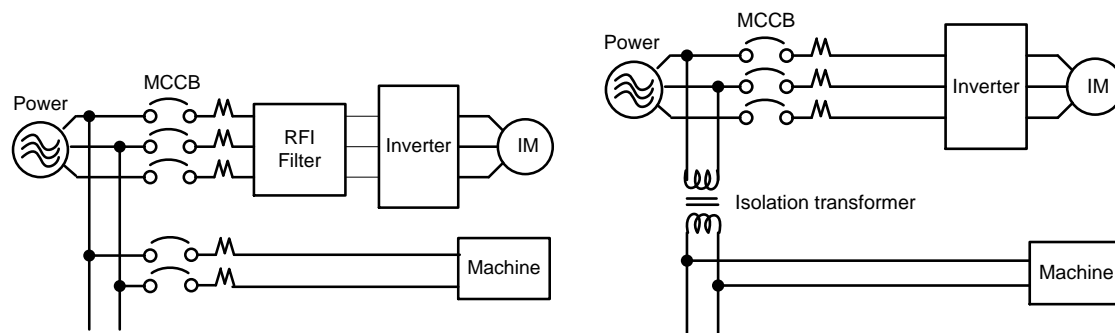 Power
MCCB
RFI
Filter
Inverter
IM
Machine
Power
MCCB
Inverter
IM
Isolation transformer
Machine